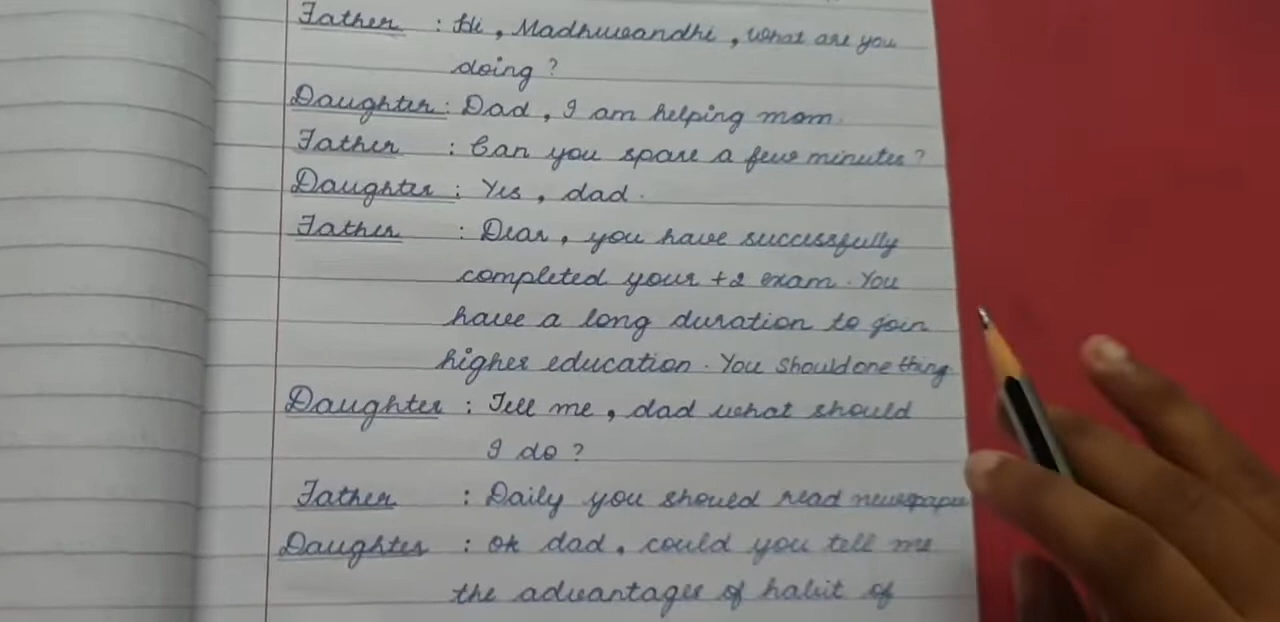 Father : Hi, Madhusandhi, what are you
doing?
Daughter: Dad, I am helping mom.
Father : Can you spare a few minutes?
Daughter: Yes, dad.
Father : Dear, you have successfully
completed your +2 exam. You
have a long duration to join
higher education. You should one thing.
Daughter : Tell me, dad what should
I do?
Father : Daily you should read newspaper
Daughter : Ok dad, could you tell me
the advantages of habit of